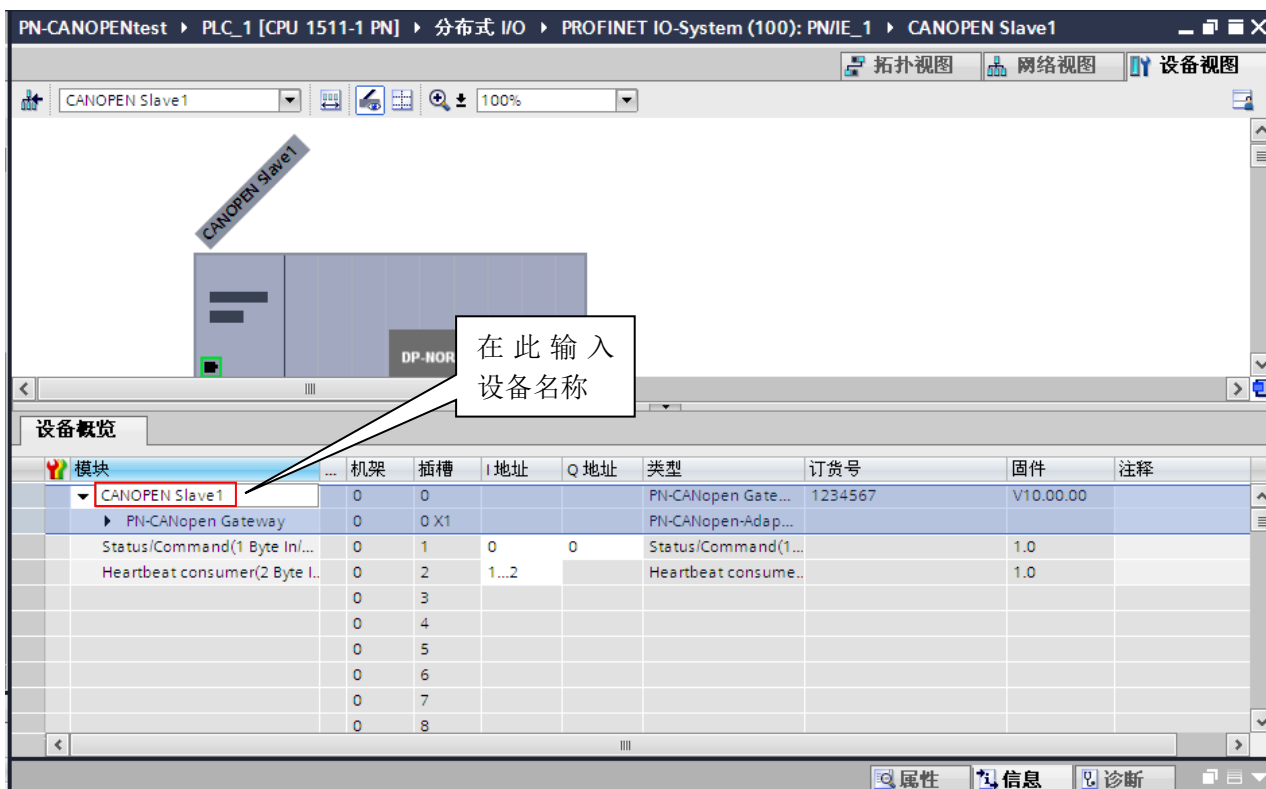 PN-CANOPENtest ▸ PLC_1 [CPU 1511-1 PN] ▸ 分布式 I/O ▸ PROFINET IO-System (100): PN/IE_1 ▸ CANOPEN Slave1
拓扑视图 网络视图 设备视图
CANOPEN Slave1 100%
CANOPEN Slave1
DP-NOR
在此输入
设备名称
设备概览
模块 ... 机架 插槽 I 地址 Q 地址 类型 订货号 固件 注释
CANOPEN Slave1 0 0 PN-CANopen Gate... 1234567 V10.00.00
PN-CANopen Gateway 0 0 X1 PN-CANopen-Adap...
Status/Command(1 Byte In/... 0 1 0 0 Status/Command(1... 1.0
Heartbeat consumer(2 Byte I.. 0 2 1...2 Heartbeat consume.. 1.0
0 3
0 4
0 5
0 6
0 7
0 8
属性 信息 诊断